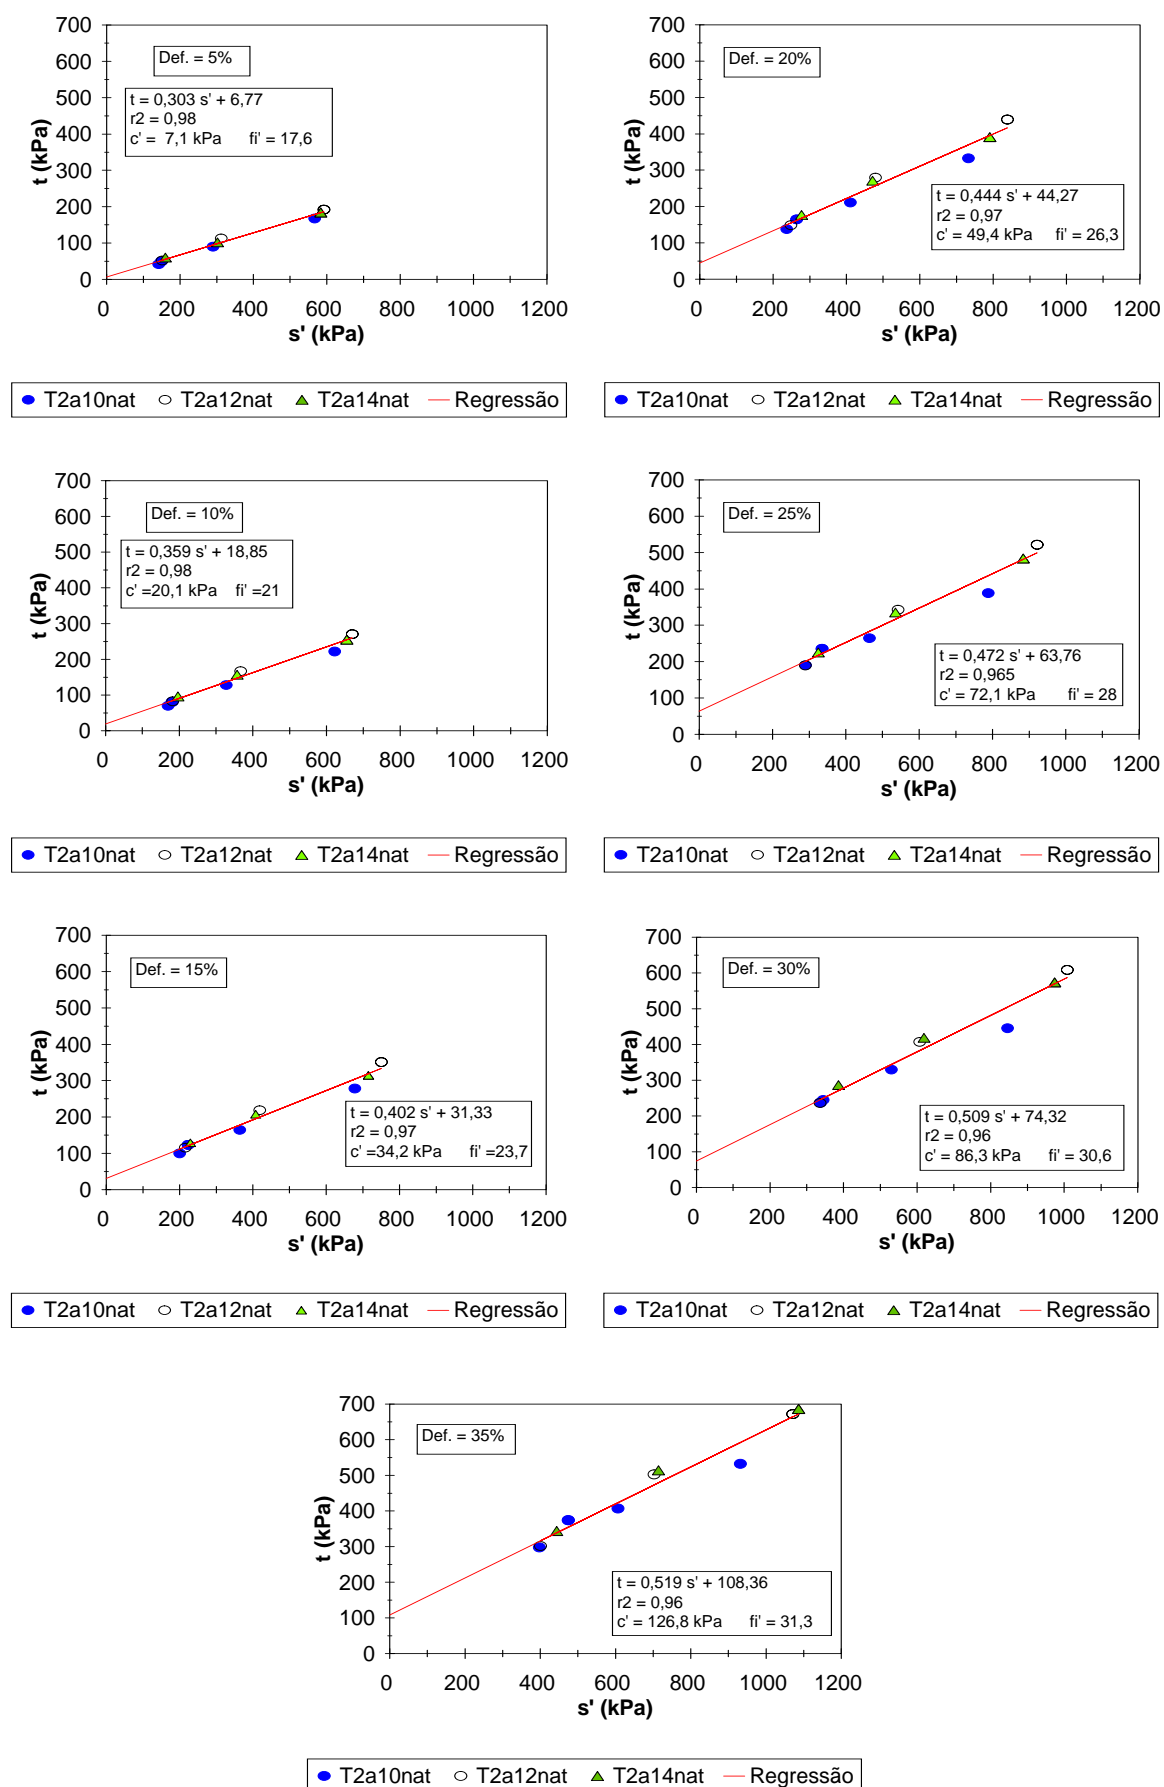 700
600
500
400
300
200
100
0
t (kPa)
Def. = 5%
t = 0,303 s' + 6,77
r2 = 0,98
c' = 7,1 kPa fi' = 17,6
0 200 400 600 800 1000 1200
s' (kPa)
T2a10nat T2a12nat T2a14nat Regressão
700
600
500
400
300
200
100
0
t (kPa)
Def. = 20%
t = 0,444 s' + 44,27
r2 = 0,97
c' = 49,4 kPa fi' = 26,3
0 200 400 600 800 1000 1200
s' (kPa)
T2a10nat T2a12nat T2a14nat Regressão
700
600
500
400
300
200
100
0
t (kPa)
Def. = 10%
t = 0,359 s' + 18,85
r2 = 0,98
c' =20,1 kPa fi' =21
0 200 400 600 800 1000 1200
s' (kPa)
T2a10nat T2a12nat T2a14nat Regressão
700
600
500
400
300
200
100
0
t (kPa)
Def. = 25%
t = 0,472 s' + 63,76
r2 = 0,965
c' = 72,1 kPa fi' = 28
0 200 400 600 800 1000 1200
s' (kPa)
T2a10nat T2a12nat T2a14nat Regressão
700
600
500
400
300
200
100
0
t (kPa)
Def. = 15%
t = 0,402 s' + 31,33
r2 = 0,97
c' =34,2 kPa fi' =23,7
0 200 400 600 800 1000 1200
s' (kPa)
T2a10nat T2a12nat T2a14nat Regressão
700
600
500
400
300
200
100
0
t (kPa)
Def. = 30%
t = 0,509 s' + 74,32
r2 = 0,96
c' = 86,3 kPa fi' = 30,6
0 200 400 600 800 1000 1200
s' (kPa)
T2a10nat T2a12nat T2a14nat Regressão
700
600
500
400
300
200
100
0
t (kPa)
Def. = 35%
t = 0,519 s' + 108,36
r2 = 0,96
c' = 126,8 kPa fi' = 31,3
0 200 400 600 800 1000 1200
s' (kPa)
T2a10nat T2a12nat T2a14nat Regressão